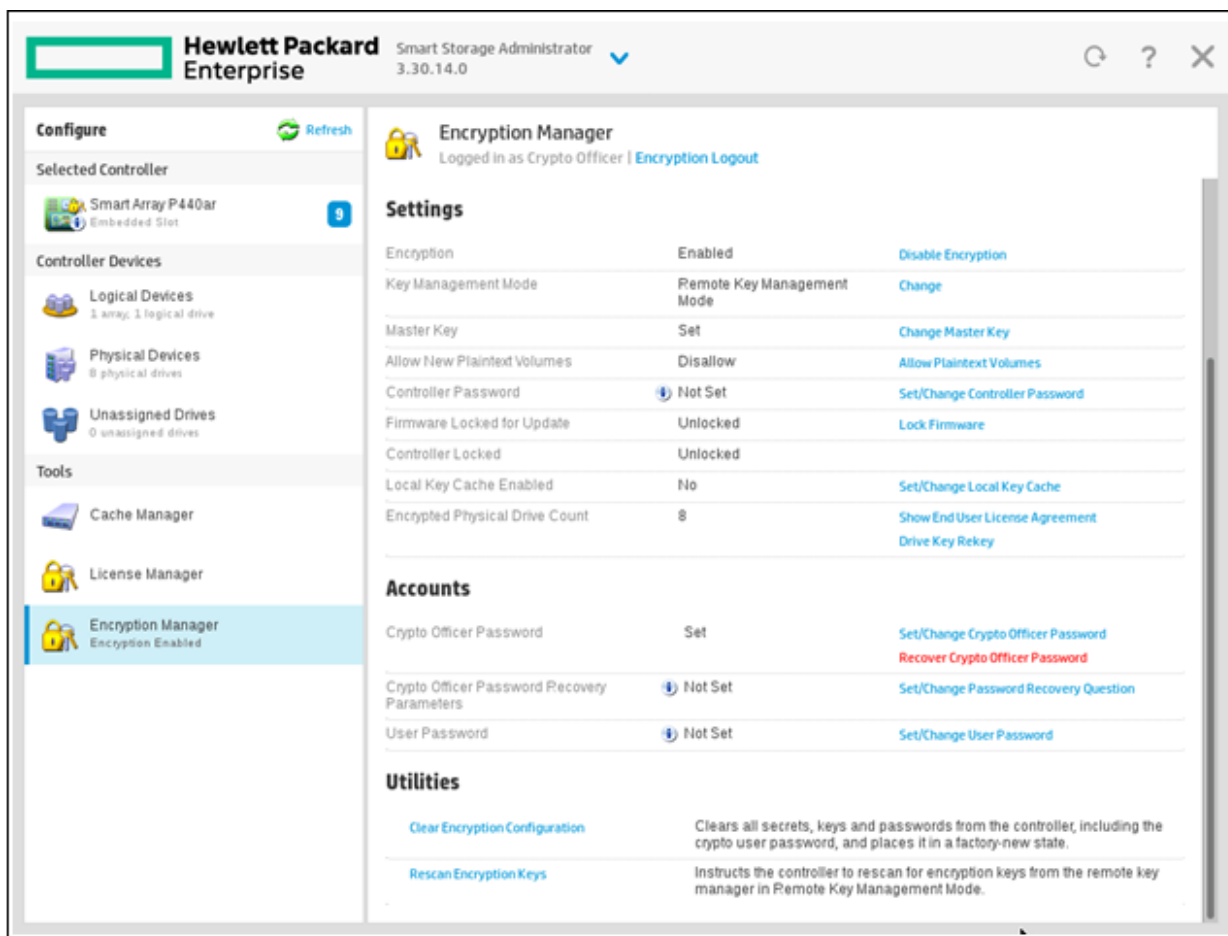 Hewlett Packard
Enterprise
Smart Storage Administrator
3.30.14.0
?
Configure
Refresh
Selected Controller
Smart Array P440ar
Embedded Slot
9
Controller Devices
Logical Devices
1 array; 1 logical drive
Physical Devices
8 physical drives
Unassigned Drives
0 unassigned drives
Tools
Cache Manager
License Manager
Encryption Manager
Encryption Enabled
Encryption Manager
Logged in as Crypto Officer | Encryption Logout
Settings
Encryption Enabled Disable Encryption
Key Management Mode Remote Key Management Change
Mode
Master Key Set Change Master Key
Allow New Plaintext Volumes Disallow Allow Plaintext Volumes
Controller Password Not Set Set/Change Controller Password
Firmware Locked for Update Unlocked Lock Firmware
Controller Locked Unlocked
Local Key Cache Enabled No Set/Change Local Key Cache
Encrypted Physical Drive Count 8 Show End User License Agreement
Drive Key Rekey
Accounts
Crypto Officer Password Set Set/Change Crypto Officer Password
Recover Crypto Officer Password
Crypto Officer Password Recovery Not Set Set/Change Password Recovery Question
Parameters
User Password Not Set Set/Change User Password
Utilities
Clear Encryption Configuration Clears all secrets, keys and passwords from the controller, including the
crypto user password, and places it in a factory-new state.
Rescan Encryption Keys Instructs the controller to rescan for encryption keys from the remote key
manager in Remote Key Management Mode.